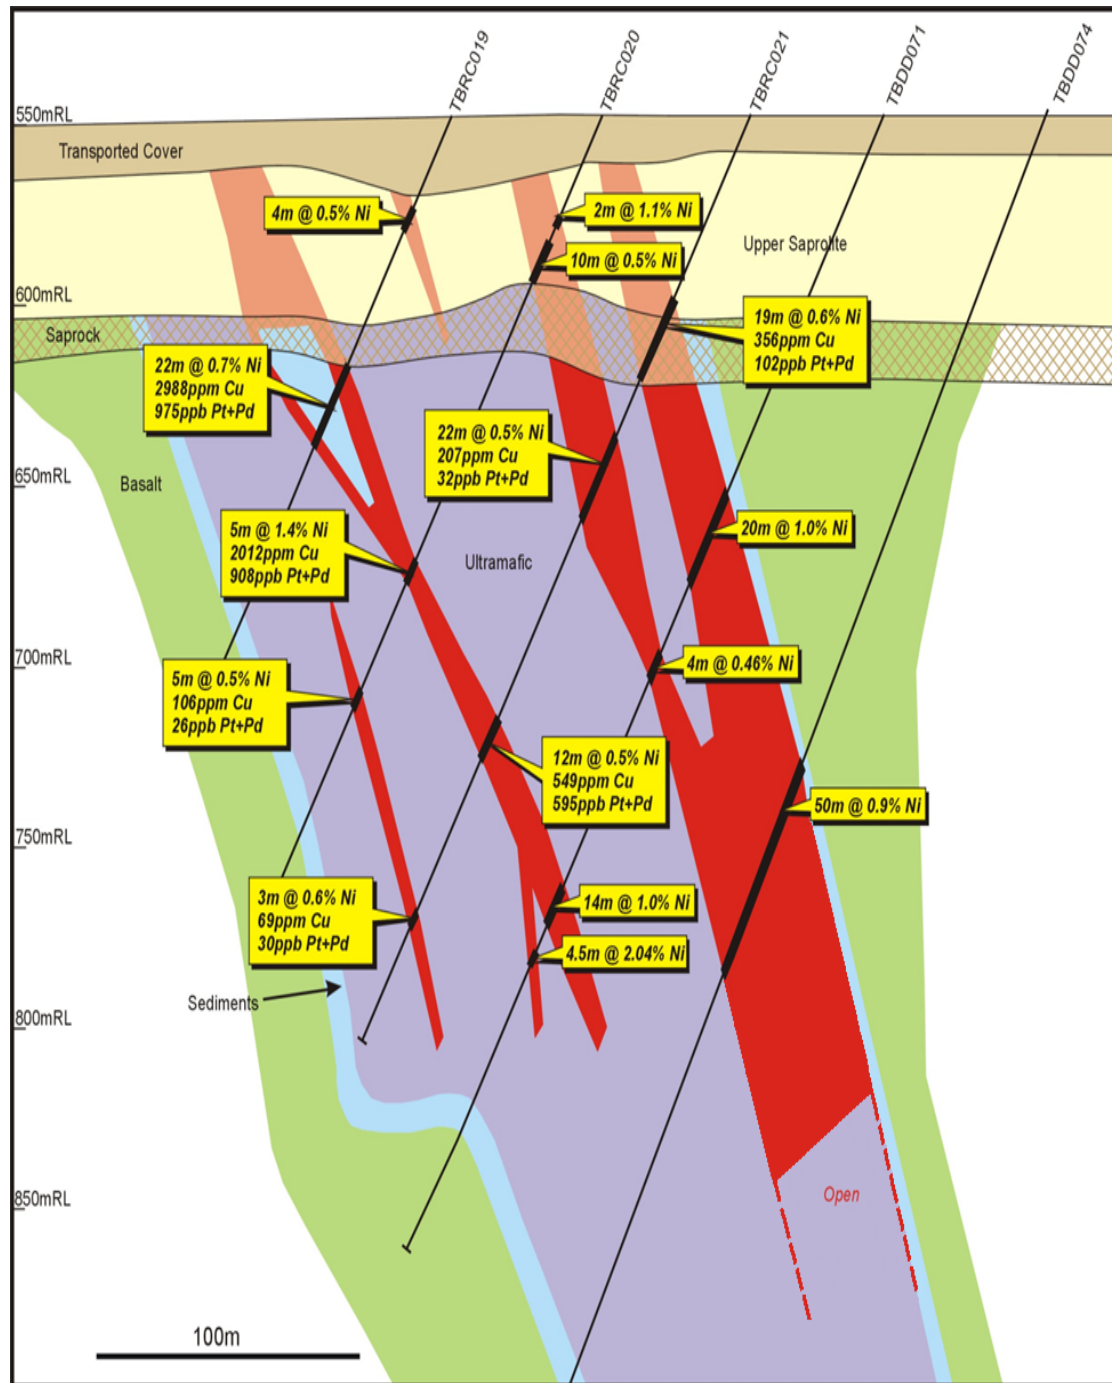 TBRC019
TBRC020
TBRC021
TBDD071
TBDD074
550mRL
Transported Cover
4m @ 0.5% Ni
2m @ 1.1% Ni
10m @ 0.5% Ni
Upper Saprolite
600mRL
Saprock
19m @ 0.6% Ni
356ppm Cu
102ppb Pt+Pd
22m @ 0.7% Ni
2988ppm Cu
975ppb Pt+Pd
22m @ 0.5% Ni
207ppm Cu
32ppb Pt+Pd
650mRL
Basalt
5m @ 1.4% Ni
2012ppm Cu
908ppb Pt+Pd
20m @ 1.0% Ni
Ultramafic
700mRL
4m @ 0.46% Ni
5m @ 0.5% Ni
106ppm Cu
26ppb Pt+Pd
12m @ 0.5% Ni
549ppm Cu
595ppb Pt+Pd
50m @ 0.9% Ni
750mRL
3m @ 0.6% Ni
69ppm Cu
30ppb Pt+Pd
14m @ 1.0% Ni
4.5m @ 2.04% Ni
Sediments
800mRL
850mRL
Open
100m